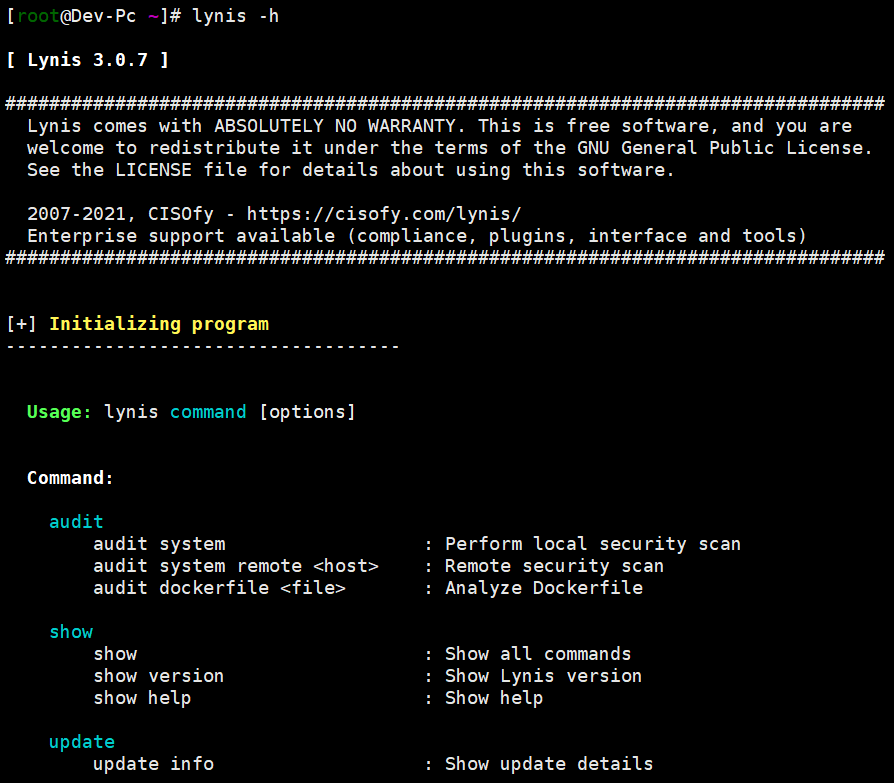 [root@Dev-Pc ~]# lynis -h
[ Lynis 3.0.7 ]
################################################################################
Lynis comes with ABSOLUTELY NO WARRANTY. This is free software, and you are
welcome to redistribute it under the terms of the GNU General Public License.
See the LICENSE file for details about using this software.
2007-2021, CISOfy - https://cisofy.com/lynis/
Enterprise support available (compliance, plugins, interface and tools)
################################################################################
[+] Initializing program
------------------------------------
Usage: lynis command [options]
Command:
audit
audit system : Perform local security scan
audit system remote <host> : Remote security scan
audit dockerfile <file> : Analyze Dockerfile
show
show : Show all commands
show version : Show Lynis version
show help : Show help
update
update info : Show update details